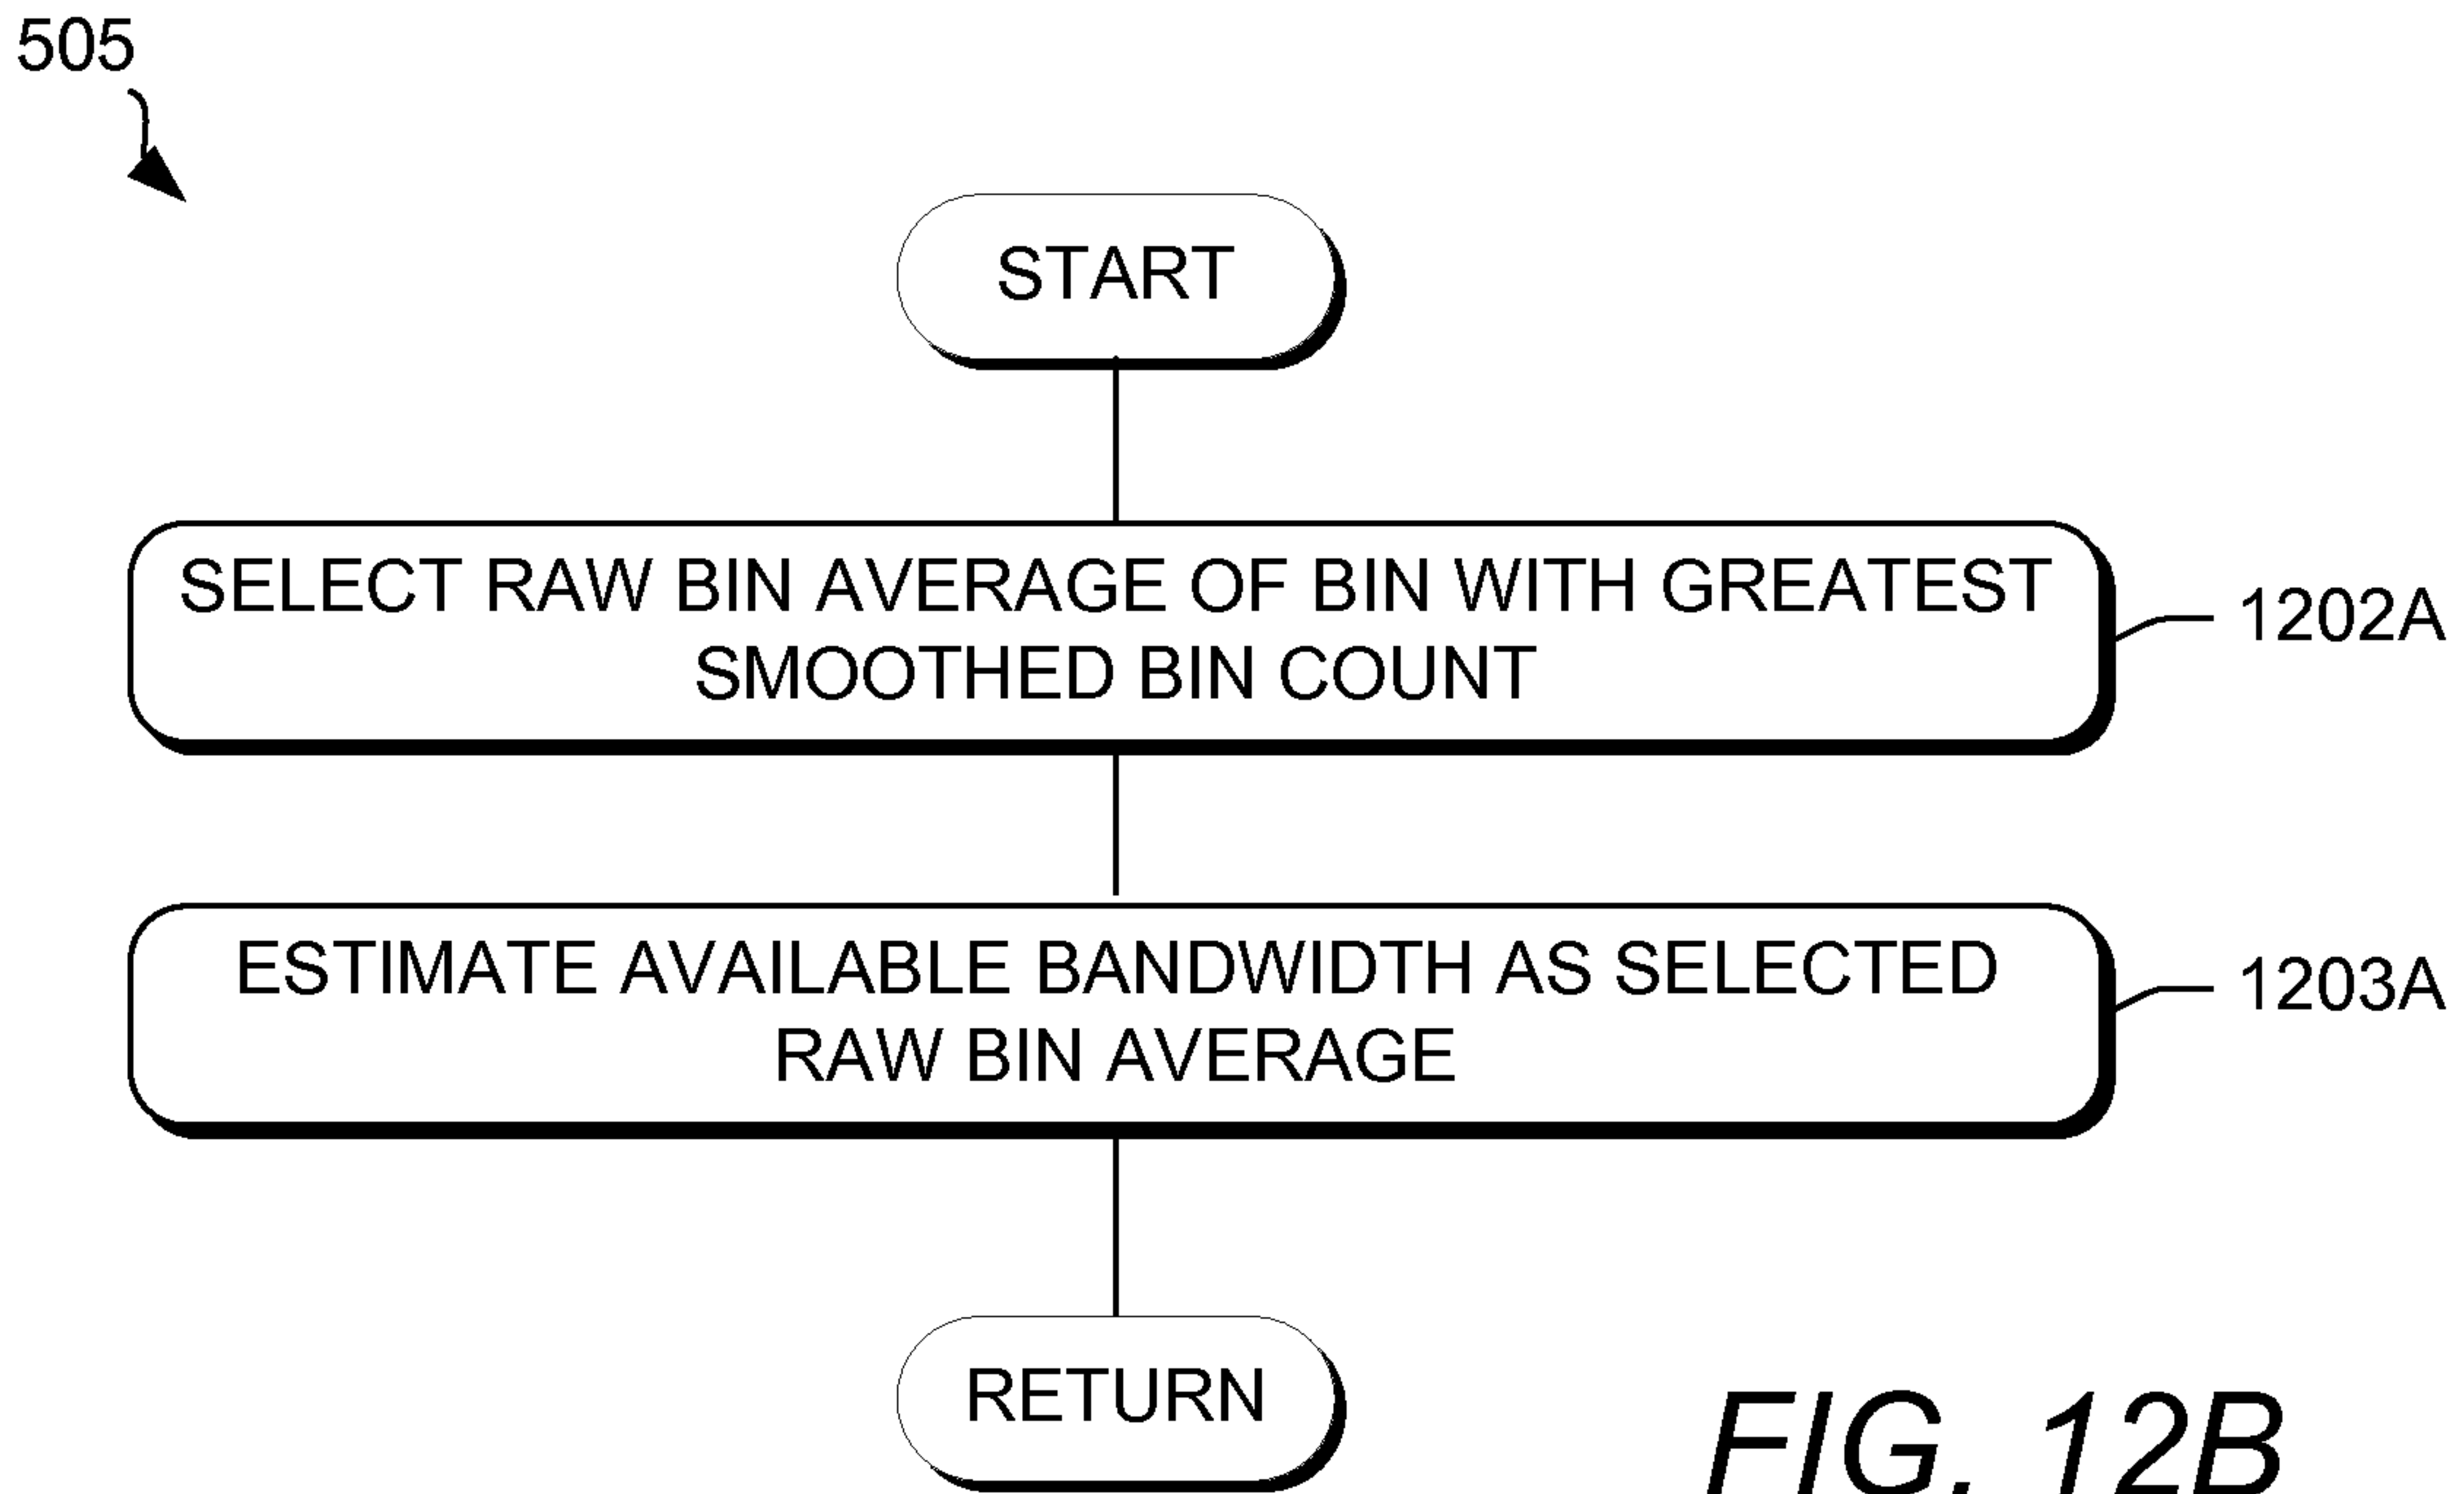 505
START
SELECT RAW BIN AVERAGE OF BIN WITH GREATEST
SMOOTHED BIN COUNT
1202A
ESTIMATE AVAILABLE BANDWIDTH AS SELECTED
RAW BIN AVERAGE
1203A
RETURN
FIG. 12B